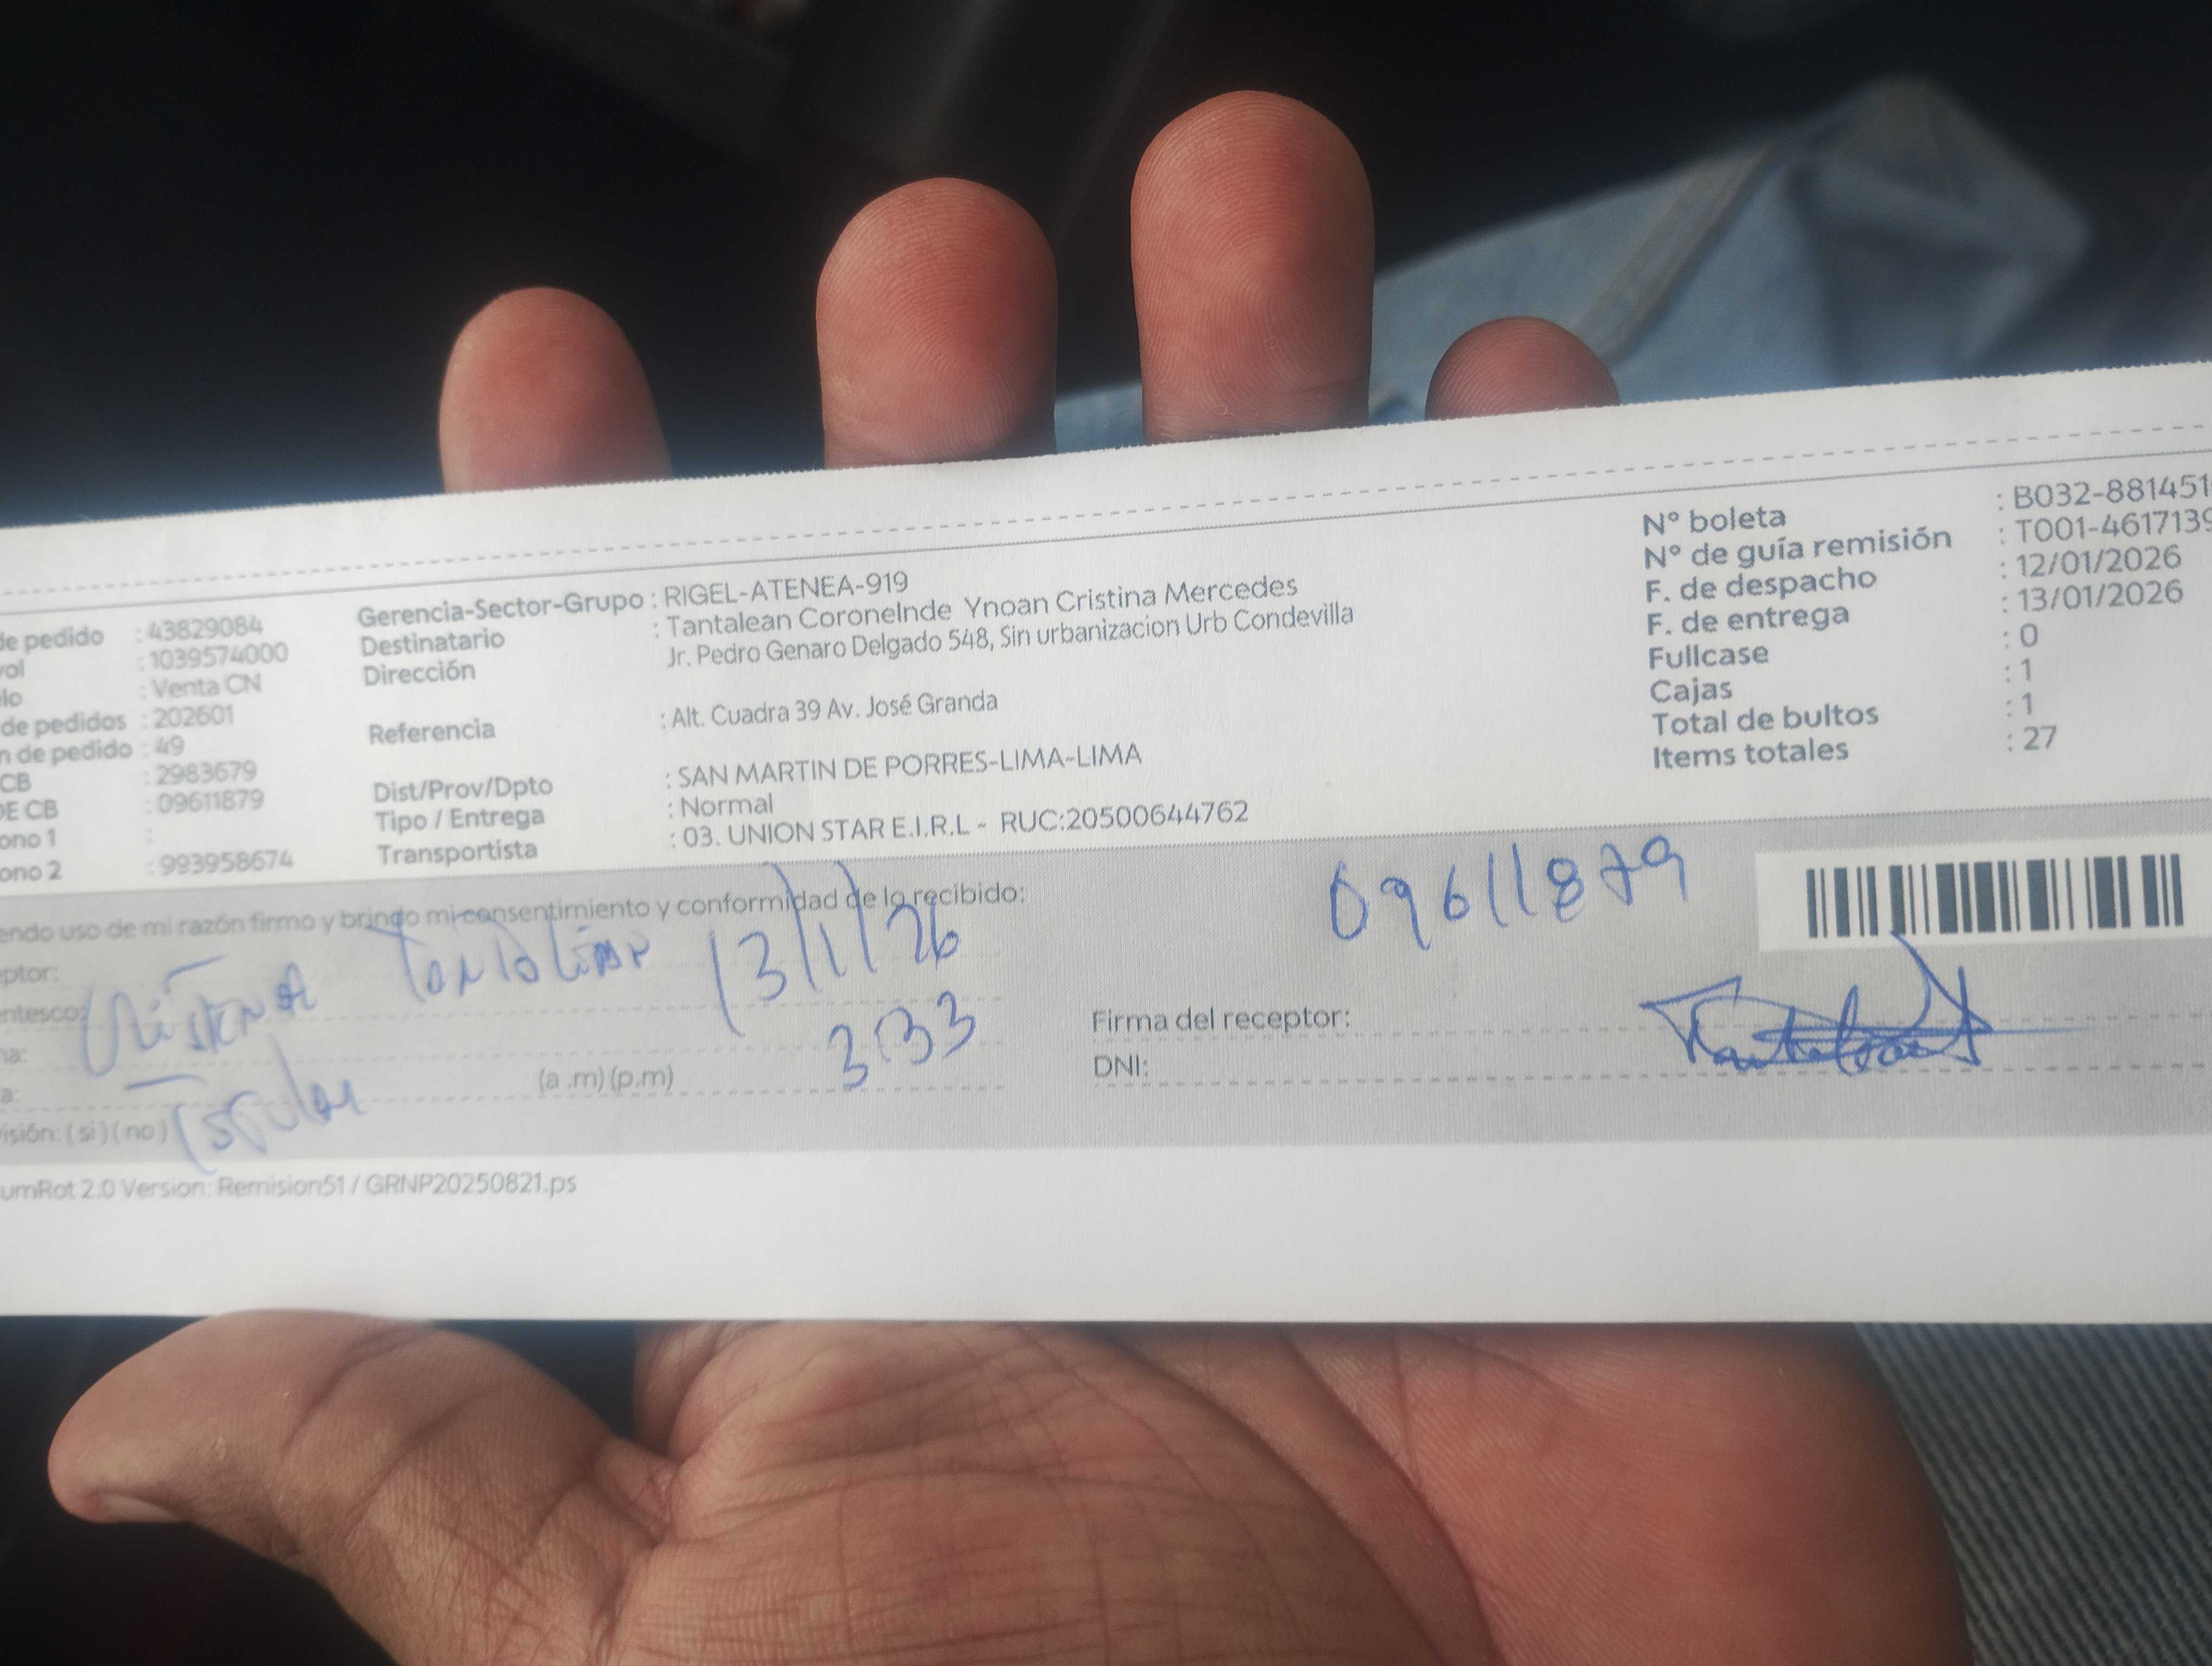 de pedido : 43829084
: 1039574000
: Venta CN
de pedidos : 202601
n de pedido : 49
CB : 2983679
DE CB : 09611879
ono 1 :
ono 2 : 993958674
Gerencia-Sector-Grupo : RIGEL-ATENEA-919
Destinatario : Tantalean Coronelnde Ynoan Cristina Mercedes
Dirección Jr. Pedro Genaro Delgado 548, Sin urbanizacion Urb Condevilla
Referencia : Alt. Cuadra 39 Av. José Granda
Dist/Prov/Dpto : SAN MARTIN DE PORRES-LIMA-LIMA
Tipo / Entrega : Normal
Transportista : 03. UNION STAR E.I.R.L - RUC:20500644762
N° boleta : B032-881451
N° de guía remisión : T001-4617139
F. de despacho : 12/01/2026
F. de entrega : 13/01/2026
Fullcase : 0
Cajas : 1
Total de bultos : 1
Items totales : 27
endo uso de mi razón firmo y brindo mi consentimiento y conformidad de lo recibido:
eptor:
entesco:
13/1/26
09611879
(a .m) (p.m) 3:33
Firma del receptor:
DNI:
visión: ( si ) ( no )
umRot 2.0 Version: Remision51 / GRNP20250821.ps